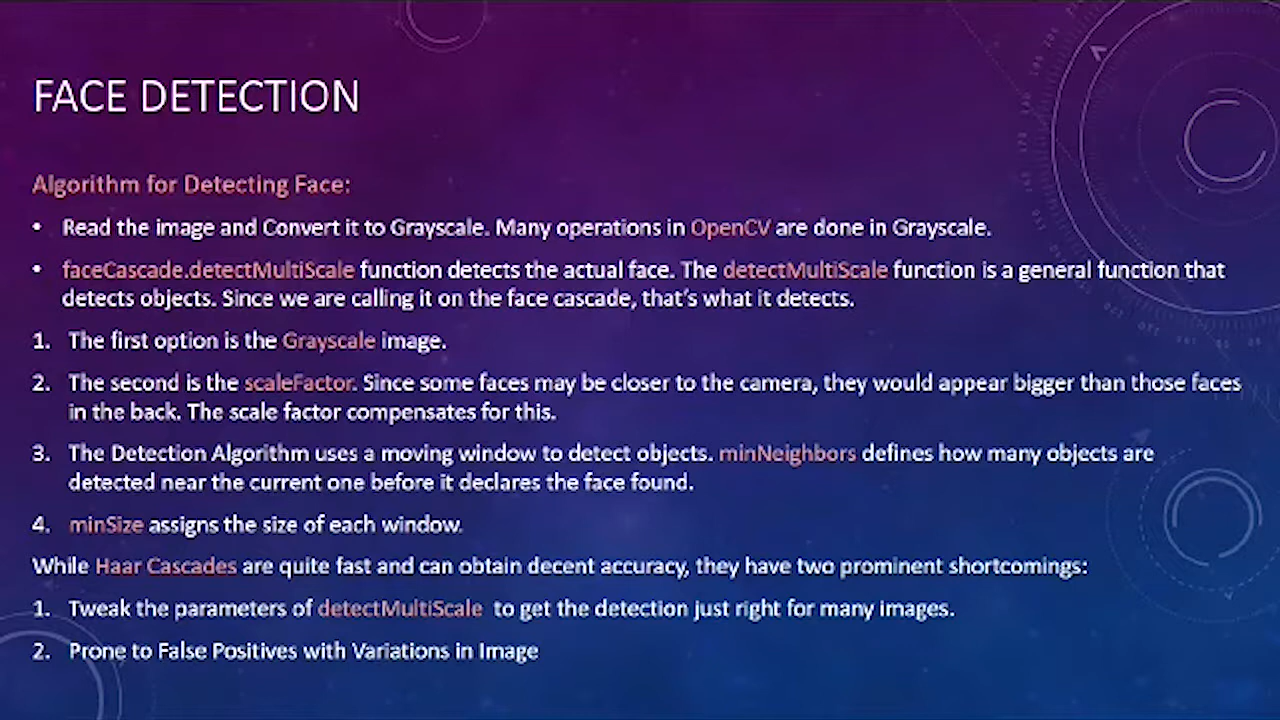 FACE DETECTION
Algorithm for Detecting Face:
• Read the image and Convert it to Grayscale. Many operations in OpenCV are done in Grayscale.
• faceCascade.detectMultiScale function detects the actual face. The detectMultiScale function is a general function that
detects objects. Since we are calling it on the face cascade, that's what it detects.
1. The first option is the Grayscale image.
2. The second is the scaleFactor. Since some faces may be closer to the camera, they would appear bigger than those faces
in the back. The scale factor compensates for this.
3. The Detection Algorithm uses a moving window to detect objects. minNeighbors defines how many objects are
detected near the current one before it declares the face found.
4. minSize assigns the size of each window.
While Haar Cascades are quite fast and can obtain decent accuracy, they have two prominent shortcomings:
1. Tweak the parameters of detectMultiScale to get the detection just right for many images.
2. Prone to False Positives with Variations in Image